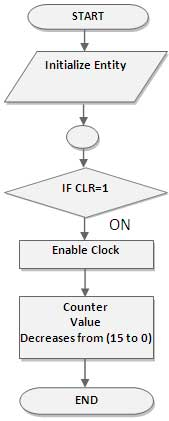 START
Initialize Entity
IF CLR=1
ON
Enable Clock
Counter
Value
Decreases from (15 to 0)
END